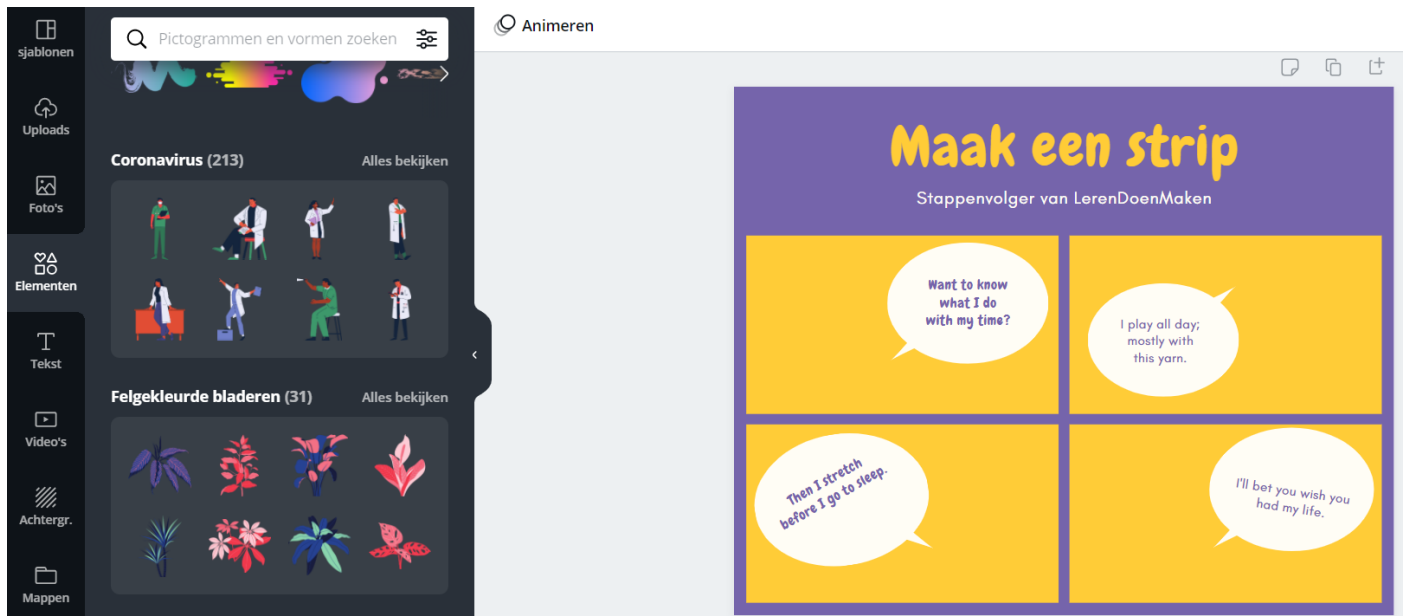 sjablonen
Uploads
Foto's
Elementen
Tekst
Video's
Achtergr.
Mappen
Pictogrammen en vormen zoeken
Coronavirus (213)
Alles bekijken
Felgekleurde bladeren (31)
Alles bekijken
Animeren
Maak een strip
Stappenvolger van LerenDoenMaken
Want to know
what I do
with my time?
I play all day;
mostly with
this yarn.
Then I stretch
before I go to sleep.
I'll bet you wish you
had my life.